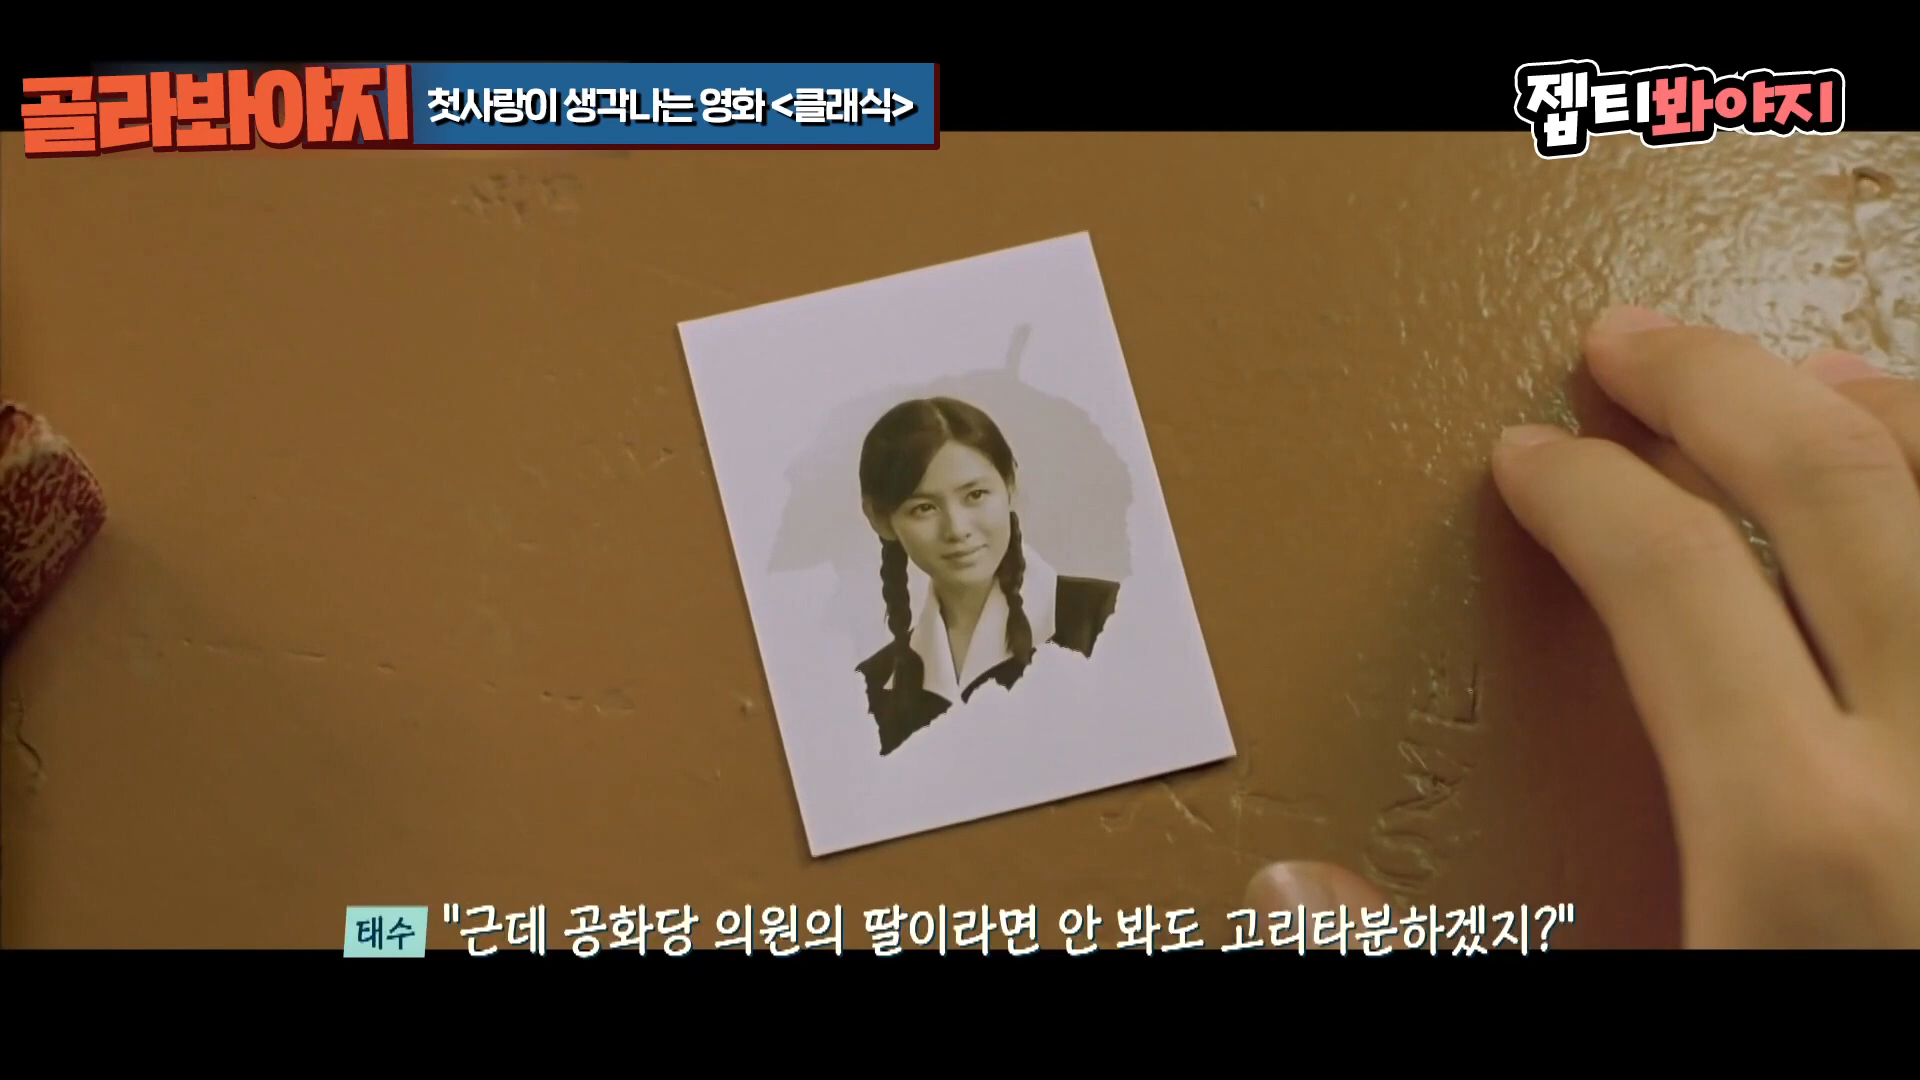 골라봐야지
첫사랑이 생각나는 영화 <클래식>
젭티봐야지
태수 "근데 공화당 의원의 딸이라면 안 봐도 고리타분하겠지?"